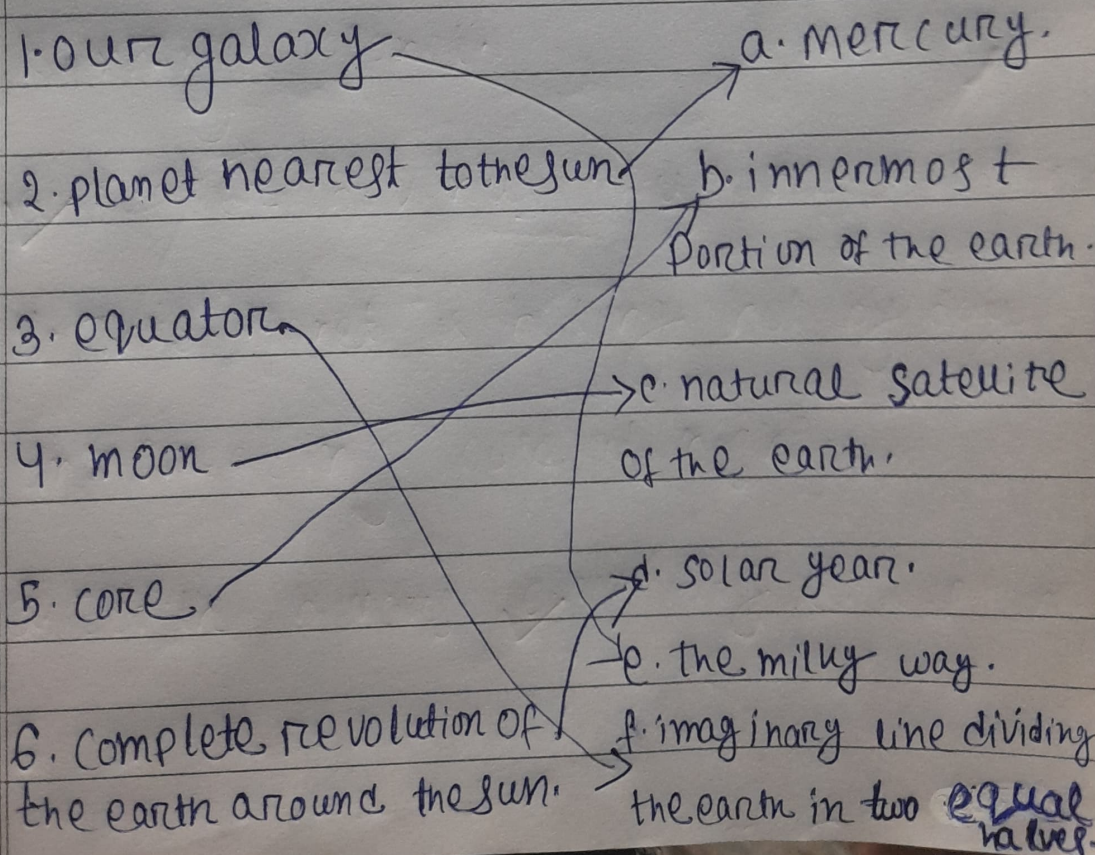 1. our galaxy
a. mercury.
2. planet nearest to the sun
b. innermost
portion of the earth.
3. equator
c. natural satellite
4. moon
of the earth.
5. core
d. solar year.
e. the milky way.
6. complete revolution of
f. imaginary line dividing
the earth around the sun.
the earth in two equal
halves.